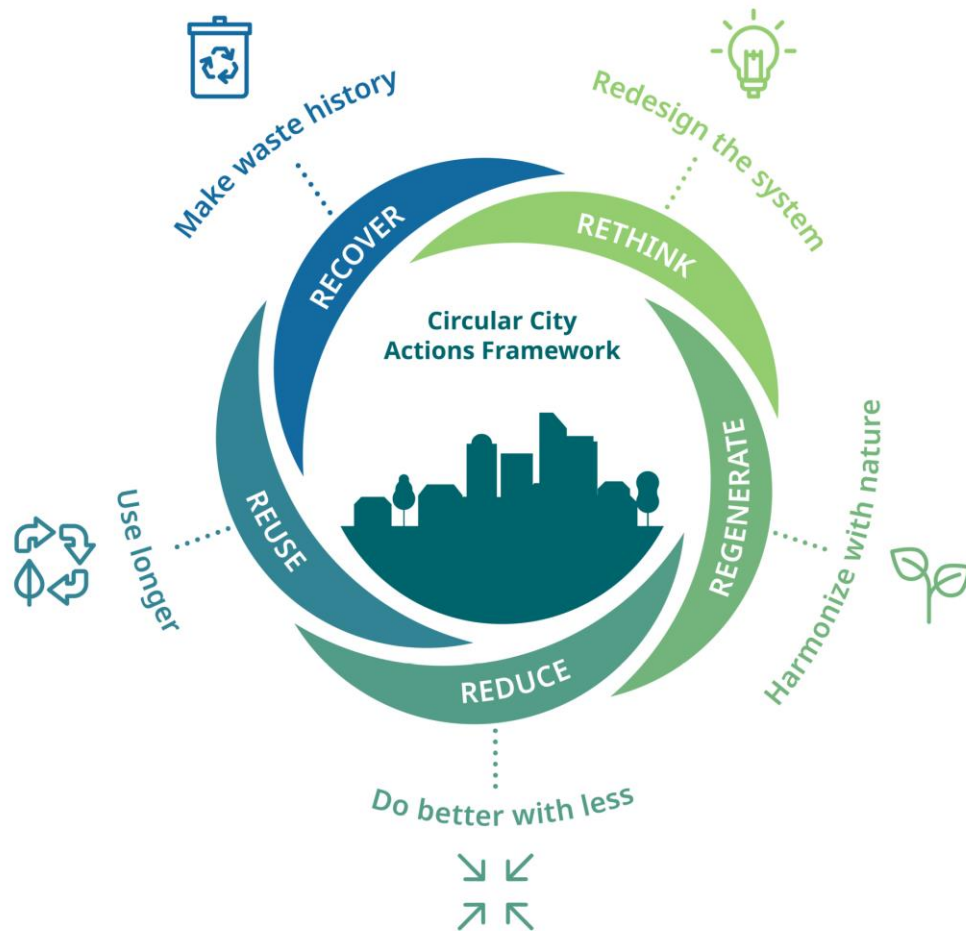 Make waste history
Redesign the system
RECOVER
RETHINK
Circular City
Actions Framework
REUSE
REGENERATE
Use longer
Harmonize with nature
REDUCE
Do better with less